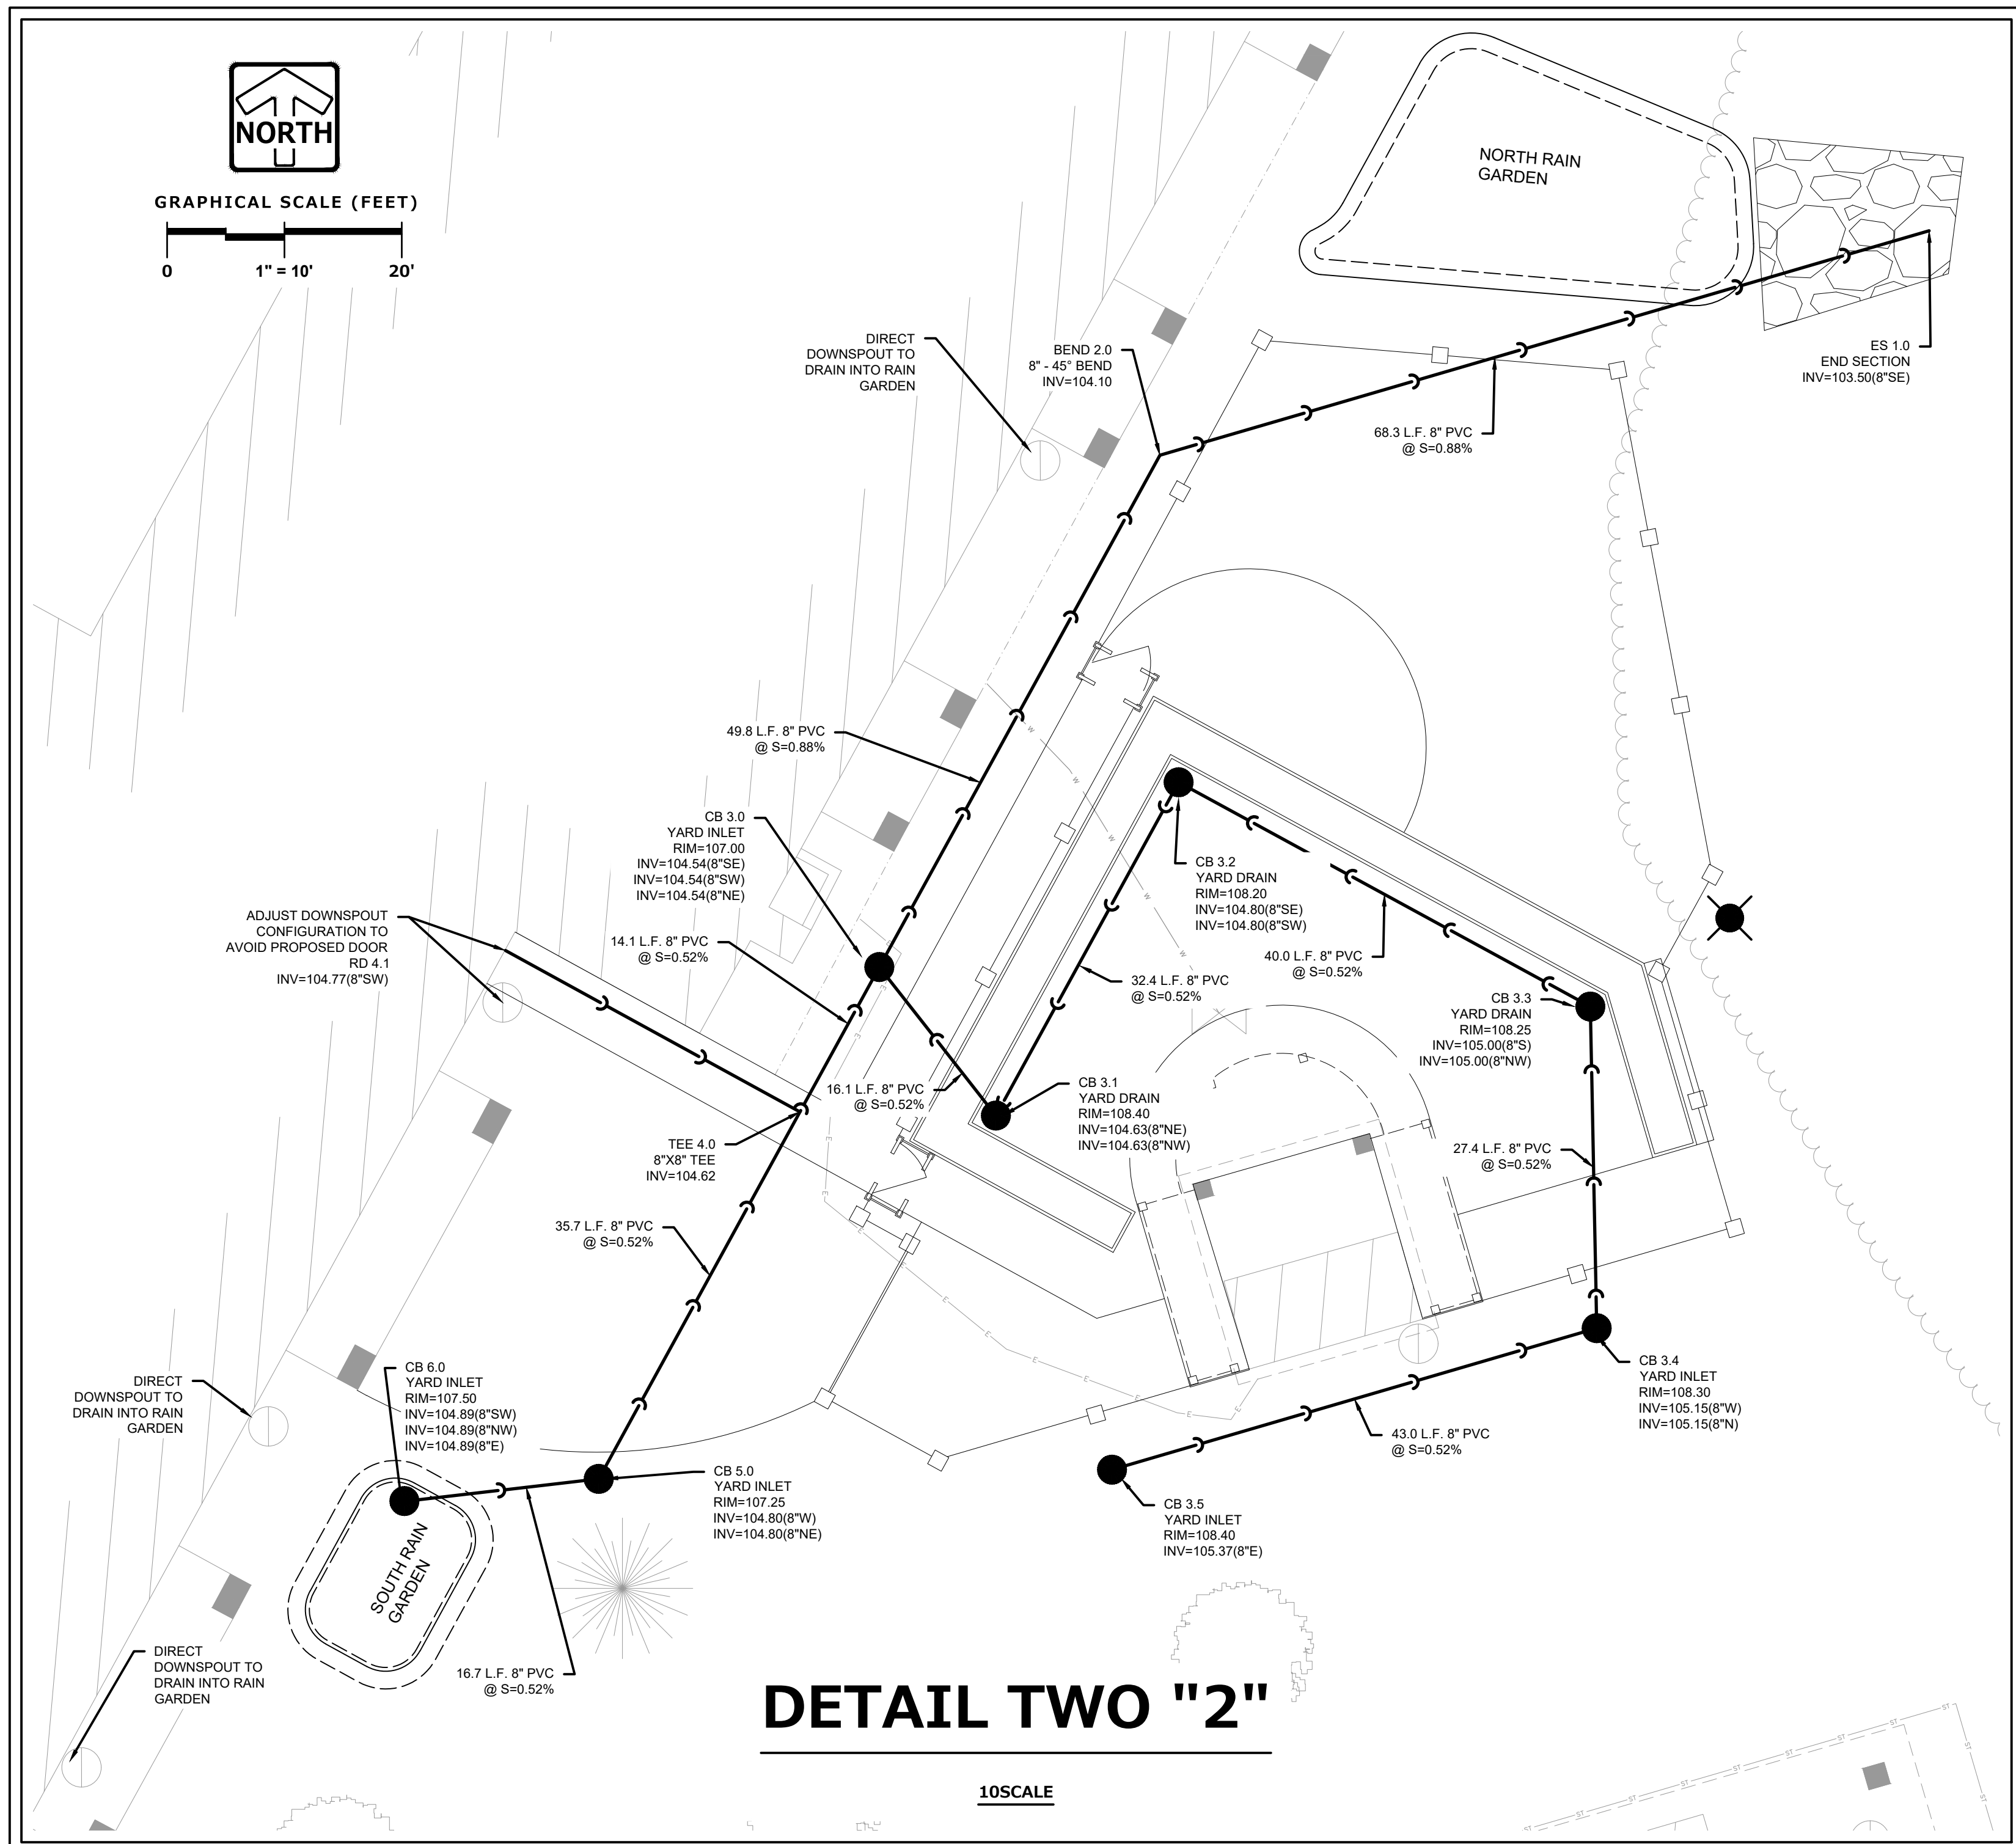 NORTH
GRAPHICAL SCALE (FEET)
0
1" = 10'
20'
NORTH RAIN
GARDEN
DIRECT
DOWNSPOUT TO
DRAIN INTO RAIN
GARDEN
BEND 2.0
8" - 45° BEND
INV=104.10
ES 1.0
END SECTION
INV=103.50(8"SE)
68.3 L.F. 8" PVC
@ S=0.88%
49.8 L.F. 8" PVC
@ S=0.88%
W
W
W
W
W
CB 3.0
YARD INLET
RIM=107.00
INV=104.54(8"SE)
INV=104.54(8"SW)
INV=104.54(8"NE)
CB 3.2
YARD DRAIN
RIM=108.20
INV=104.80(8"SE)
INV=104.80(8"SW)
ADJUST DOWNSPOUT
CONFIGURATION TO
AVOID PROPOSED DOOR
RD 4.1
INV=104.77(8"SW)
14.1 L.F. 8" PVC
@ S=0.52%
40.0 L.F. 8" PVC
@ S=0.52%
32.4 L.F. 8" PVC
@ S=0.52%
CB 3.3
YARD DRAIN
RIM=108.25
INV=105.00(8"S)
INV=105.00(8"NW)
16.1 L.F. 8" PVC
@ S=0.52%
CB 3.1
YARD DRAIN
RIM=108.40
INV=104.63(8"NE)
INV=104.63(8"NW)
TEE 4.0
8"X8" TEE
INV=104.62
27.4 L.F. 8" PVC
@ S=0.52%
35.7 L.F. 8" PVC
@ S=0.52%
E
E
E
E
E
E
E
E
E
E
E
E
CB 6.0
YARD INLET
RIM=107.50
INV=104.89(8"SW)
INV=104.89(8"NW)
INV=104.89(8"E)
DIRECT
DOWNSPOUT TO
DRAIN INTO RAIN
GARDEN
CB 3.4
YARD INLET
RIM=108.30
INV=105.15(8"W)
INV=105.15(8"N)
43.0 L.F. 8" PVC
@ S=0.52%
CB 5.0
YARD INLET
RIM=107.25
INV=104.80(8"W)
INV=104.80(8"NE)
CB 3.5
YARD INLET
RIM=108.40
INV=105.37(8"E)
SOUTH RAIN
GARDEN
DIRECT
DOWNSPOUT TO
DRAIN INTO RAIN
GARDEN
16.7 L.F. 8" PVC
@ S=0.52%
DETAIL TWO "2"
10SCALE
ST
ST
ST
ST
ST
ST
ST